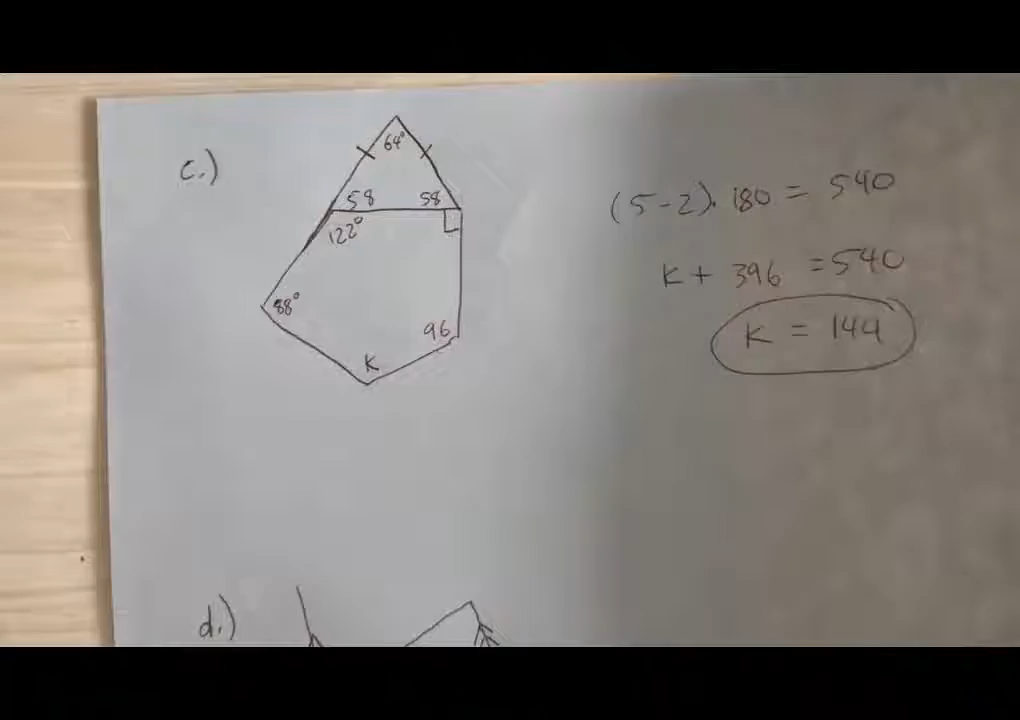 c.)
64°
58 58
122°
88°
96
K
(5-2)·180 = 540
K + 396 = 540
K = 144
d.)